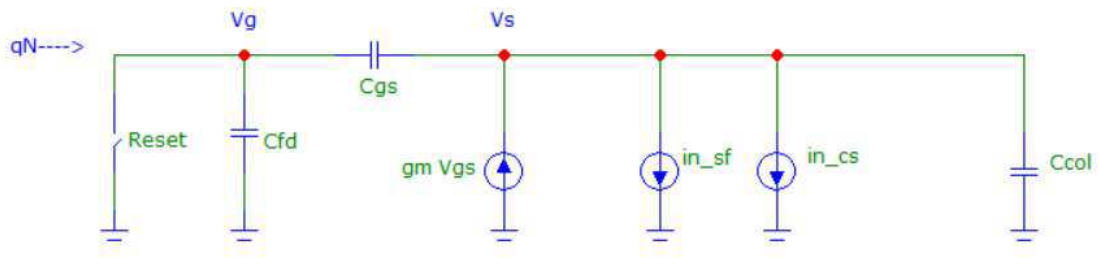 Vg
Vs
qN---->
Cgs
Reset
Cfd
gm Vgs
in_sf
in_cs
Ccol